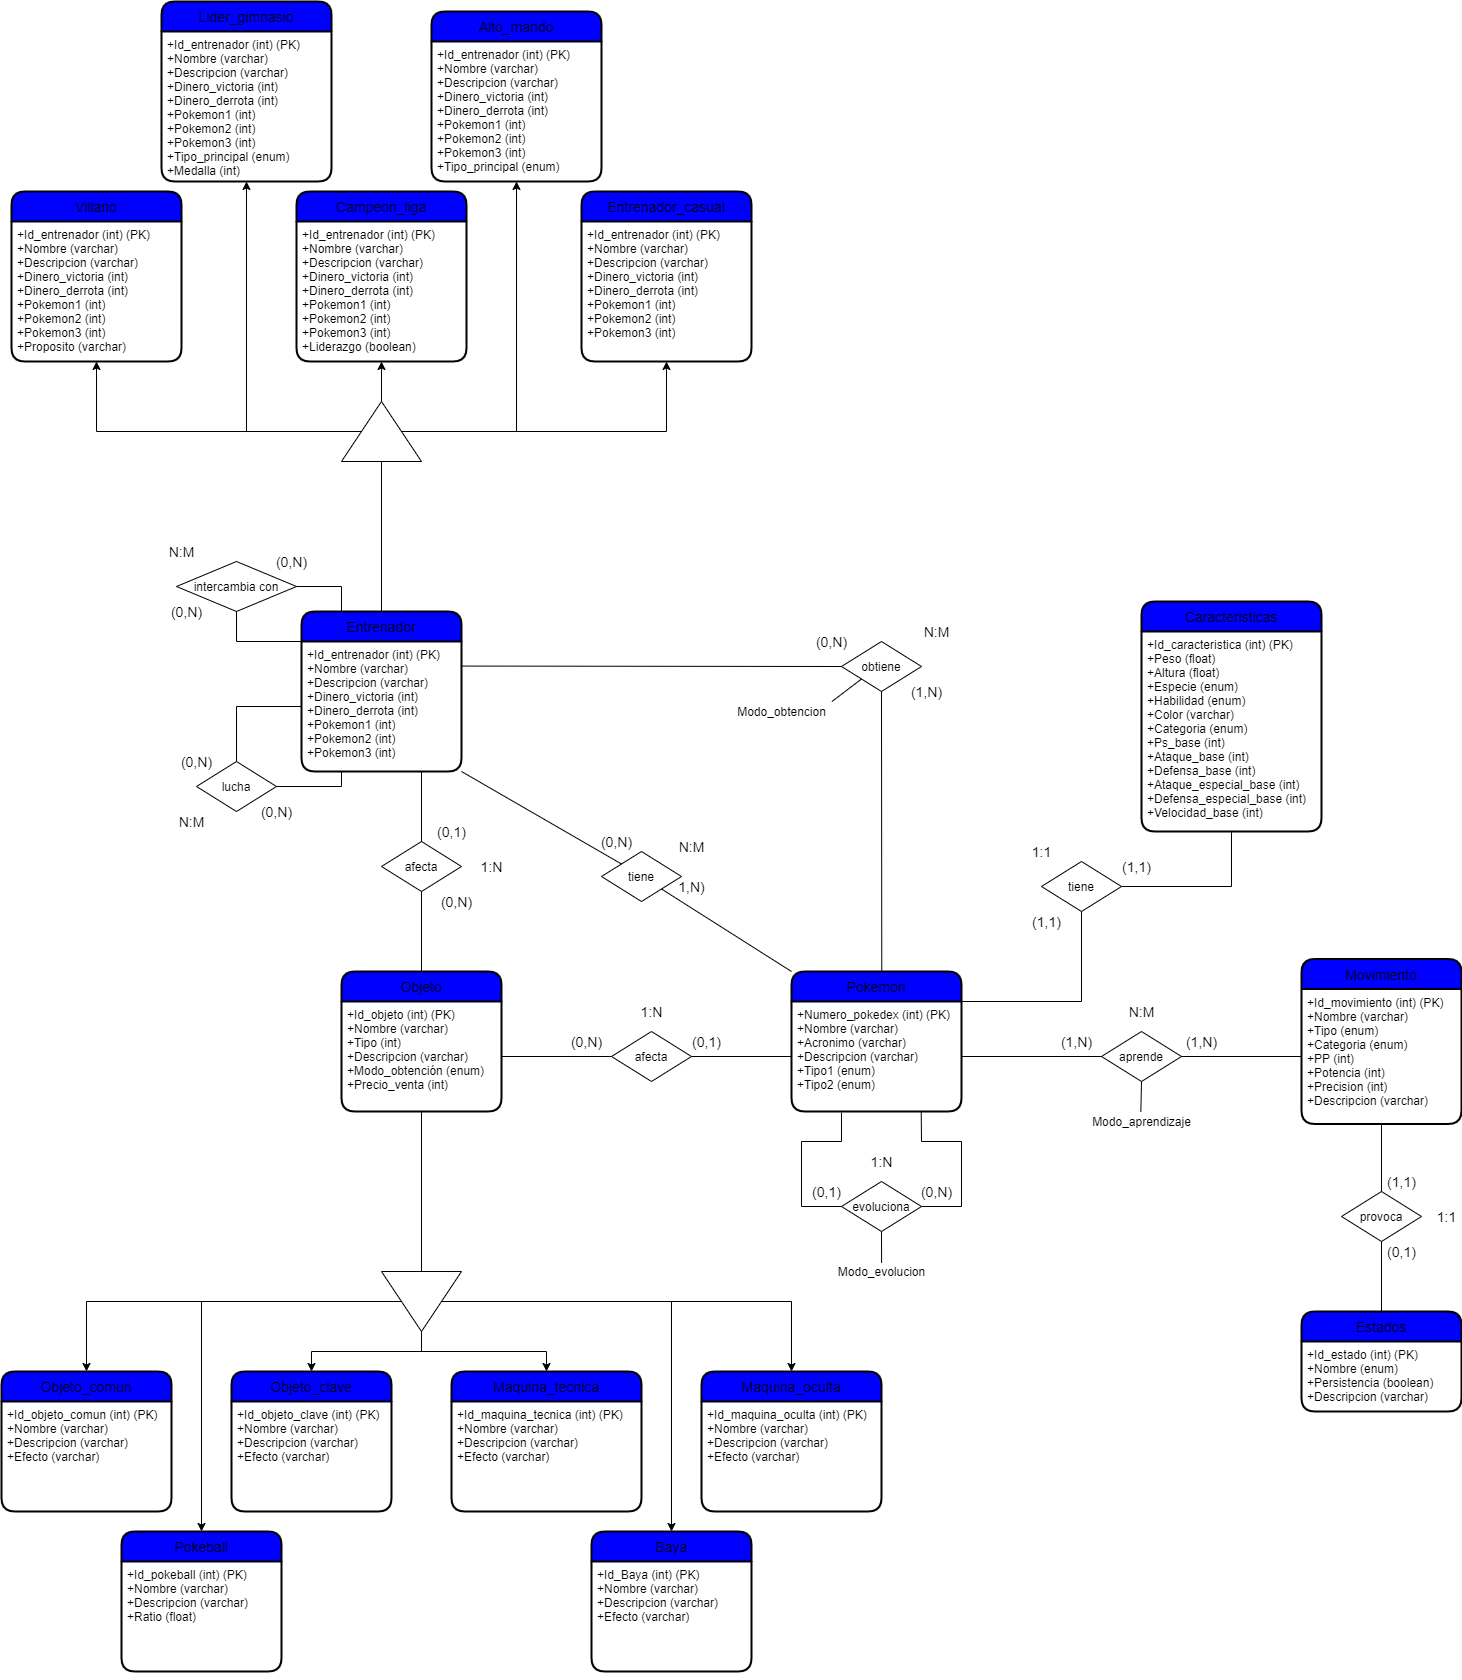 Lider_gimnasio
+Id_entrenador (int) (PK)
+Nombre (varchar)
+Descripcion (varchar)
+Dinero_victoria (int)
+Dinero_derrota (int)
+Pokemon1 (int)
+Pokemon2 (int)
+Pokemon3 (int)
+Tipo_principal (enum)
+Medalla (int)
Alto_mando
+Id_entrenador (int) (PK)
+Nombre (varchar)
+Descripcion (varchar)
+Dinero_victoria (int)
+Dinero_derrota (int)
+Pokemon1 (int)
+Pokemon2 (int)
+Pokemon3 (int)
+Tipo_principal (enum)
Villano
+Id_entrenador (int) (PK)
+Nombre (varchar)
+Descripcion (varchar)
+Dinero_victoria (int)
+Dinero_derrota (int)
+Pokemon1 (int)
+Pokemon2 (int)
+Pokemon3 (int)
+Proposito (varchar)
Campeon_liga
+Id_entrenador (int) (PK)
+Nombre (varchar)
+Descripcion (varchar)
+Dinero_victoria (int)
+Dinero_derrota (int)
+Pokemon1 (int)
+Pokemon2 (int)
+Pokemon3 (int)
+Liderazgo (boolean)
Entrenador_casual
+Id_entrenador (int) (PK)
+Nombre (varchar)
+Descripcion (varchar)
+Dinero_victoria (int)
+Dinero_derrota (int)
+Pokemon1 (int)
+Pokemon2 (int)
+Pokemon3 (int)
N:M
(0,N)
intercambia con
(0,N)
Entrenador
+Id_entrenador (int) (PK)
+Nombre (varchar)
+Descripcion (varchar)
+Dinero_victoria (int)
+Dinero_derrota (int)
+Pokemon1 (int)
+Pokemon2 (int)
+Pokemon3 (int)
(0,N)
lucha
(0,N)
N:M
(0,N)
N:M
obtiene
(1,N)
Modo_obtencion
Caracteristicas
+Id_caracteristica (int) (PK)
+Peso (float)
+Altura (float)
+Especie (enum)
+Habilidad (enum)
+Color (varchar)
+Categoria (enum)
+Ps_base (int)
+Ataque_base (int)
+Defensa_base (int)
+Ataque_especial_base (int)
+Defensa_especial_base (int)
+Velocidad_base (int)
(0,1)
afecta
1:N
(0,N)
(0,N)
N:M
tiene
1,N)
1:1
(1,1)
tiene
(1,1)
Objeto
+Id_objeto (int) (PK)
+Nombre (varchar)
+Tipo (int)
+Descripcion (varchar)
+Modo_obtención (enum)
+Precio_venta (int)
1:N
(0,N)
afecta
(0,1)
Pokemon
+Numero_pokedex (int) (PK)
+Nombre (varchar)
+Acronimo (varchar)
+Descripcion (varchar)
+Tipo1 (enum)
+Tipo2 (enum)
N:M
(1,N)
aprende
(1,N)
Modo_aprendizaje
Movimiento
+Id_movimiento (int) (PK)
+Nombre (varchar)
+Tipo (enum)
+Categoria (enum)
+PP (int)
+Potencia (int)
+Precision (int)
+Descripcion (varchar)
1:N
(0,1)
evoluciona
(0,N)
Modo_evolucion
(1,1)
provoca
1:1
(0,1)
Estados
+Id_estado (int) (PK)
+Nombre (enum)
+Persistencia (boolean)
+Descripcion (varchar)
Objeto_comun
+Id_objeto_comun (int) (PK)
+Nombre (varchar)
+Descripcion (varchar)
+Efecto (varchar)
Objeto_clave
+Id_objeto_clave (int) (PK)
+Nombre (varchar)
+Descripcion (varchar)
+Efecto (varchar)
Maquina_tecnica
+Id_maquina_tecnica (int) (PK)
+Nombre (varchar)
+Descripcion (varchar)
+Efecto (varchar)
Maquina_oculta
+Id_maquina_oculta (int) (PK)
+Nombre (varchar)
+Descripcion (varchar)
+Efecto (varchar)
Pokeball
+Id_pokeball (int) (PK)
+Nombre (varchar)
+Descripcion (varchar)
+Ratio (float)
Baya
+Id_Baya (int) (PK)
+Nombre (varchar)
+Descripcion (varchar)
+Efecto (varchar)